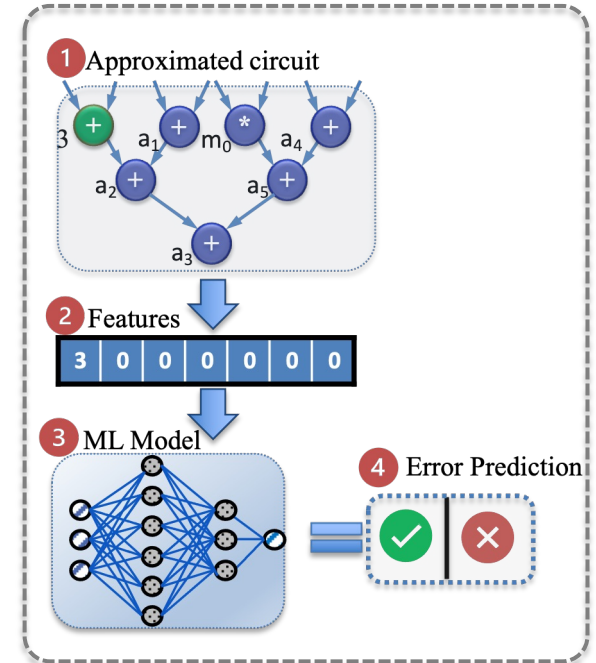 1 Approximated circuit
+ + * +
3 a1 m0 a4
+ +
a2 a5
+
a3
2 Features
3 0 0 0 0 0 0
3 ML Model
4 Error Prediction